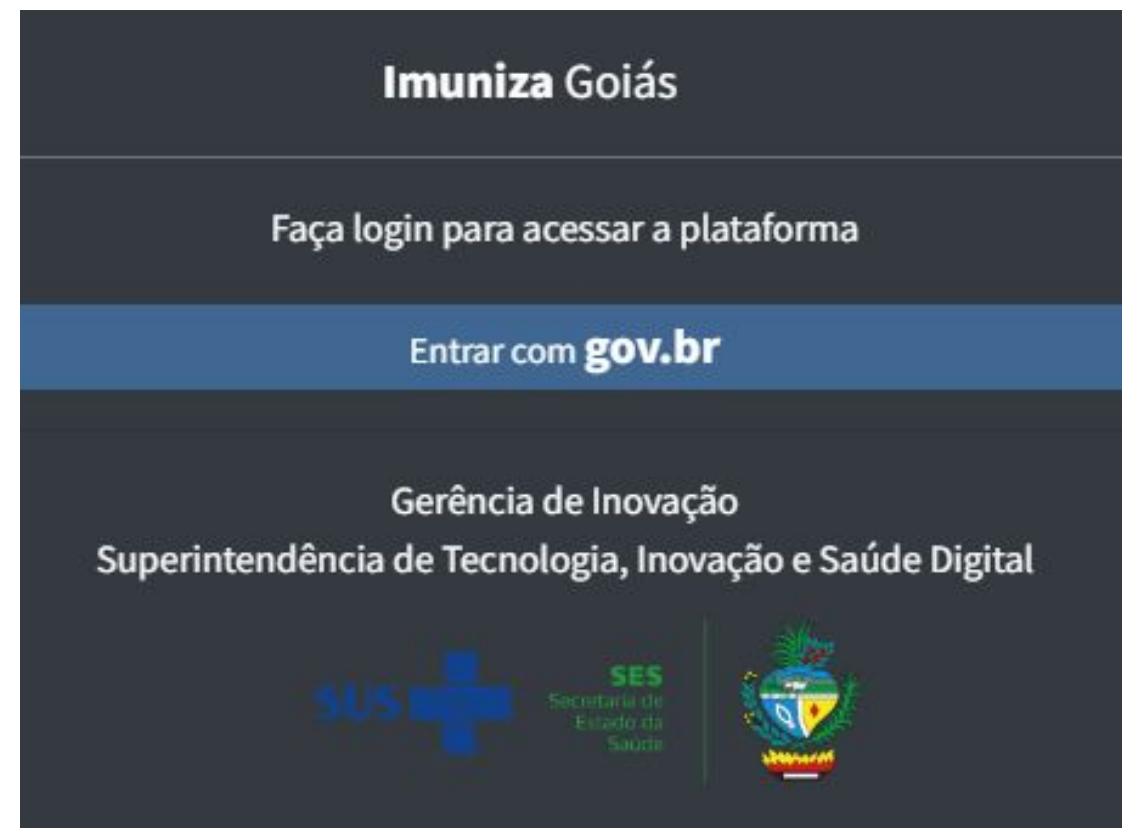 Imuniza Goiás
Faça login para acessar a plataforma
Entrar com gov.br
Gerência de Inovação
Superintendência de Tecnologia, Inovação e Saúde Digital
SUS
SES
Secretaria de
Estado da
Saúde